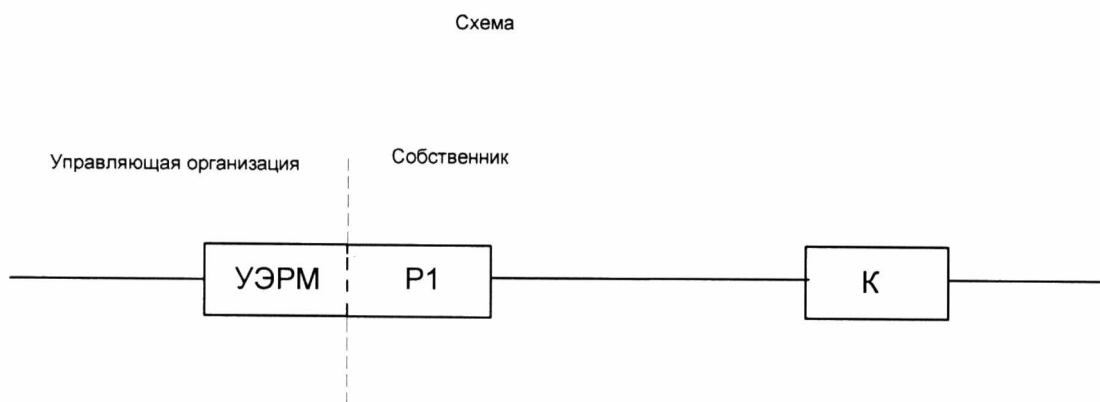 Схема
Управляющая организация
Собственник
УЭРМ
Р1
К